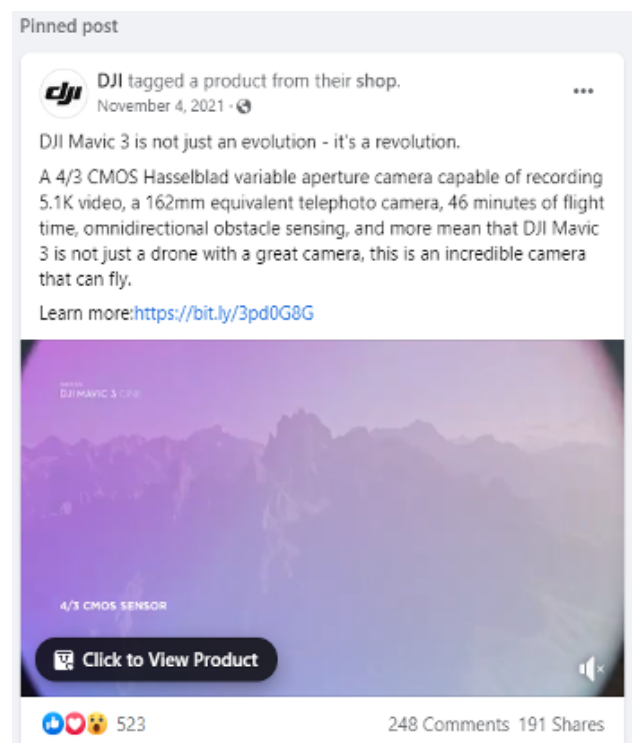 Pinned post
dji
DJI tagged a product from their shop.
November 4, 2021 ·
DJI Mavic 3 is not just an evolution - it's a revolution.
A 4/3 CMOS Hasselblad variable aperture camera capable of recording
5.1K video, a 162mm equivalent telephoto camera, 46 minutes of flight
time, omnidirectional obstacle sensing, and more mean that DJI Mavic
3 is not just a drone with a great camera, this is an incredible camera
that can fly.
Learn more:https://bit.ly/3pd0G8G
DJI MAVIC 3 CINE
4/3 CMOS SENSOR
Click to View Product
523
248 Comments 191 Shares